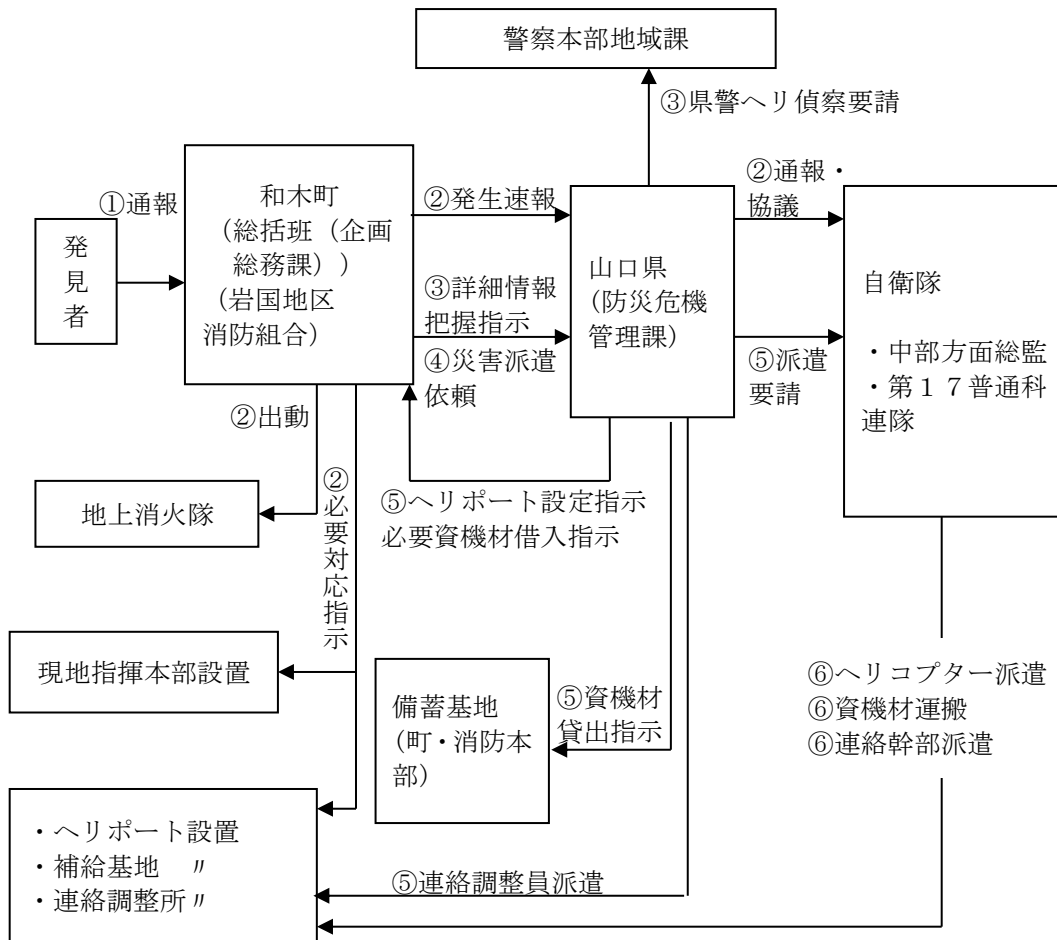 警察本部地域課
③県警ヘリ偵察要請
①通報
発見者
和木町
（総括班（企画
総務課））
（岩国地区
消防組合）
②発生速報
③詳細情報
把握指示
④災害派遣
依頼
山口県
（防災危機
管理課）
②通報・
協議
⑤派遣
要請
自衛隊
・中部方面総監
・第１７普通科
連隊
②出動
地上消火隊
②必要対応指示
⑤ヘリポート設定指示
必要資機材借入指示
現地指揮本部設置
備蓄基地
（町・消防本
部）
⑤資機材
貸出指示
⑥ヘリコプター派遣
⑥資機材運搬
⑥連絡幹部派遣
・ヘリポート設置
・補給基地　〃
・連絡調整所〃
⑤連絡調整員派遣